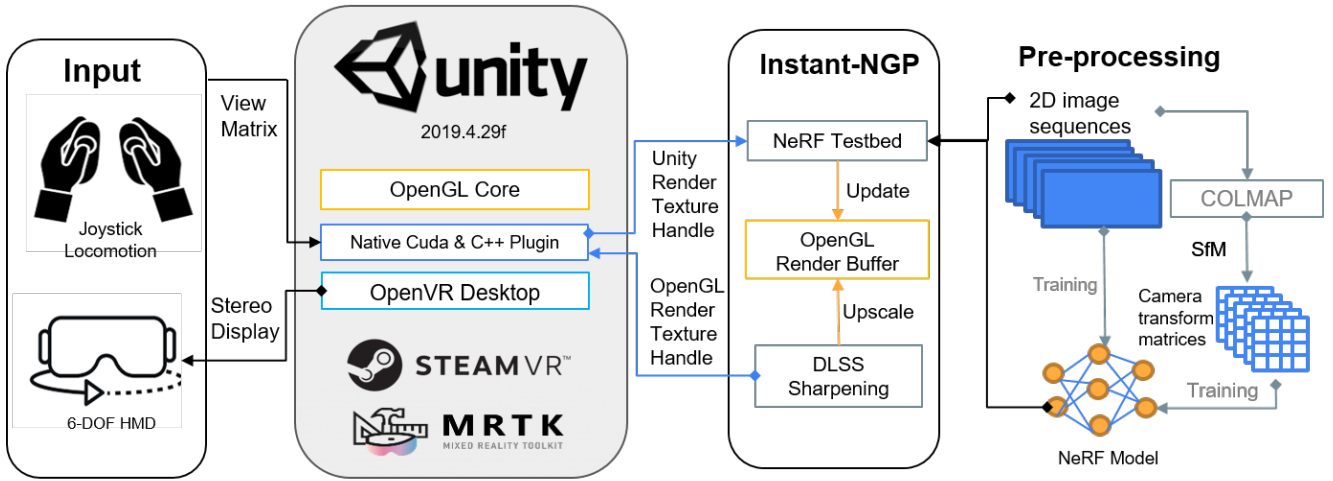 Input
View
Matrix
Joystick
Locomotion
Stereo
Display
6-DOF HMD
unity
2019.4.29f
OpenGL Core
Native Cuda & C++ Plugin
OpenVR Desktop
STEAMVR™
MRTK
MIXED REALITY TOOLKIT
Unity
Render
Texture
Handle
OpenGL
Render
Texture
Handle
Instant-NGP
NeRF Testbed
Update
OpenGL
Render Buffer
Upscale
DLSS
Sharpening
Pre-processing
2D image
sequences
COLMAP
SfM
Training
Camera
transform
matrices
Training
NeRF Model